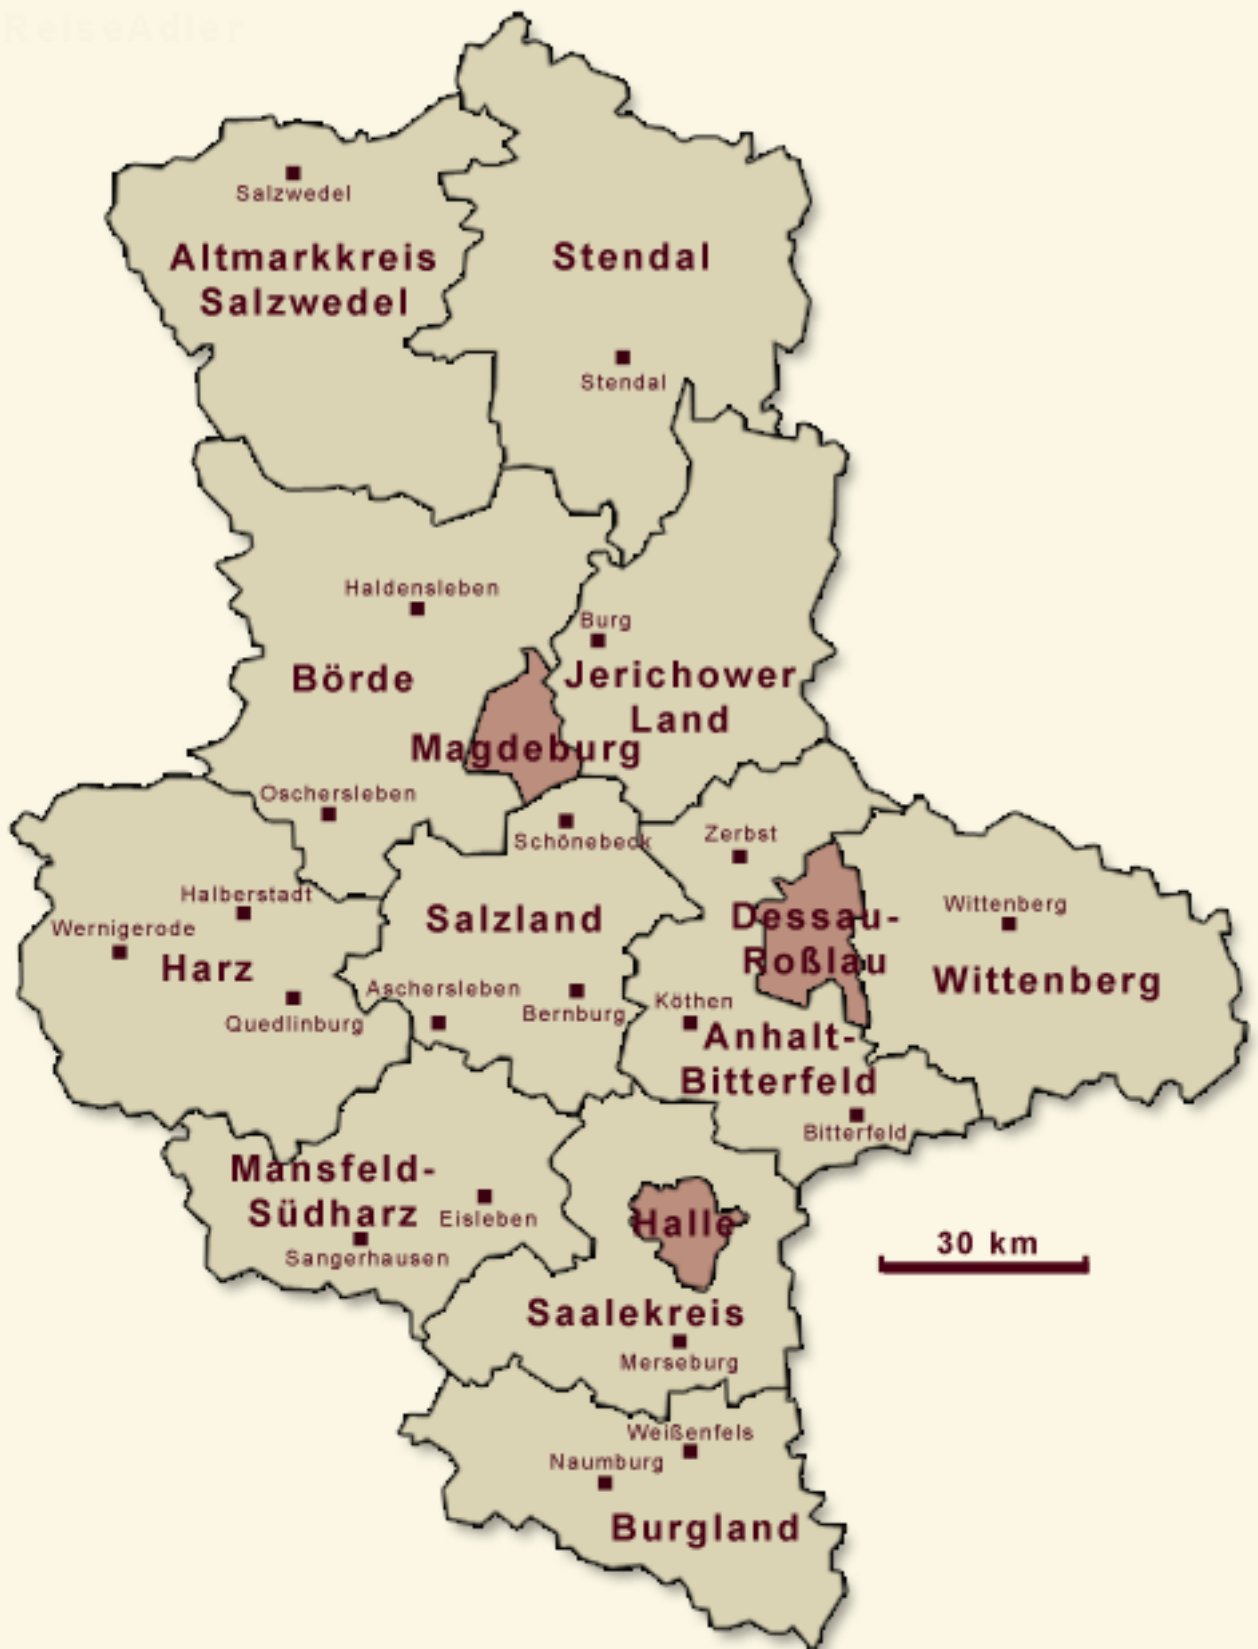 ReiseAdler
Salzwedel
Altmarkkreis
Salzwedel
Stendal
Stendal
Haldensleben
Burg
Börde
Jerichower
Land
Magdeburg
Oschersleben
Schönebeck
Zerbst
Halberstadt
Wernigerode
Harz
Quedlinburg
Salzland
Aschersleben
Bernburg
Dessau-
Roßlau
Wittenberg
Wittenberg
Köthen
Anhalt-
Bitterfeld
Bitterfeld
Mansfeld-
Südharz
Eisleben
Sangerhausen
Halle
30 km
Saalekreis
Merseburg
Weißenfels
Naumburg
Burgland